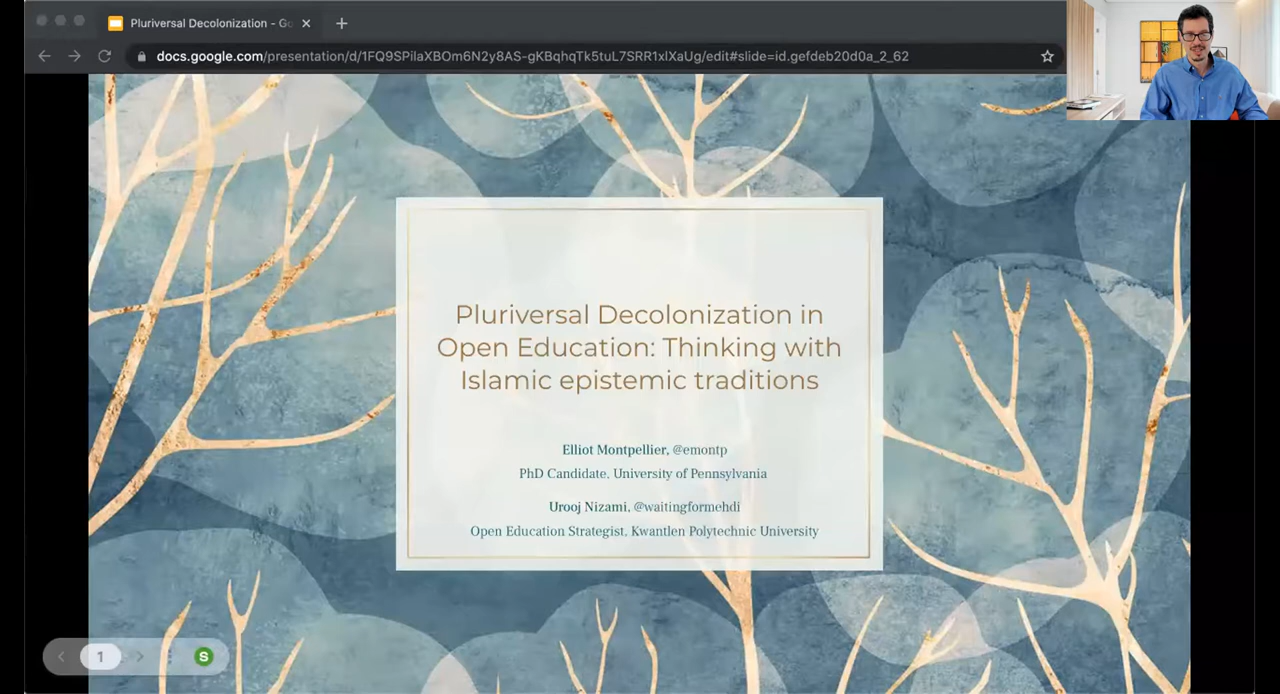 Pluriversal Decolonization - Go
docs.google.com/presentation/d/1FQ9SPilaXBOm6N2y8AS-gKBqhqTk5tuL7SRR1xlXaUg/edit#slide=id.gefdeb20d0a_2_62
Pluriversal Decolonization in
Open Education: Thinking with
Islamic epistemic traditions
Elliot Montpellier, @emontp
PhD Candidate, University of Pennsylvania
Urooj Nizami, @waitingformehdi
Open Education Strategist, Kwantlen Polytechnic University
1
S